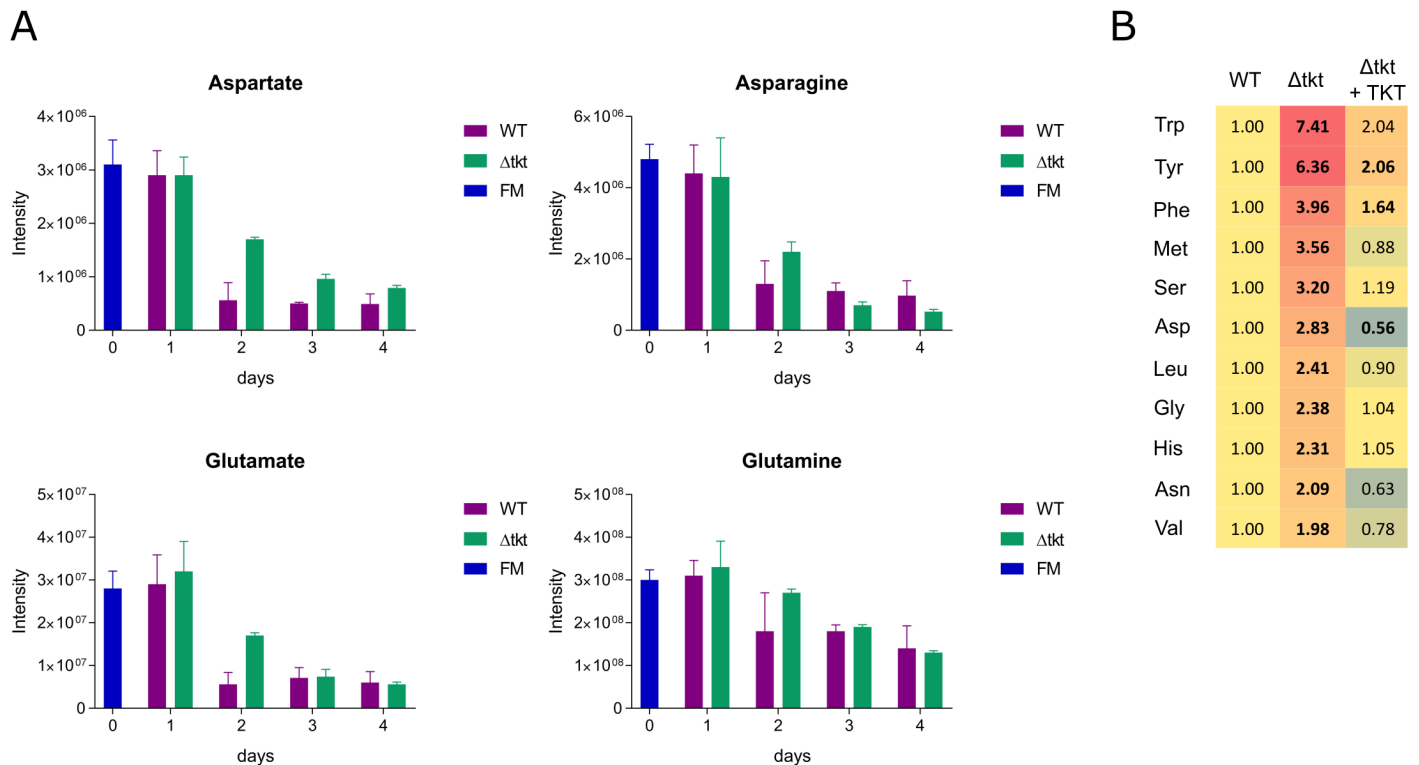 A
Aspartate
4×10⁰⁶
3×10⁰⁶
2×10⁰⁶
1×10⁰⁶
0
Intensity
0 1 2 3 4
days
WT
Δtkt
FM
Asparagine
6×10⁰⁶
4×10⁰⁶
2×10⁰⁶
0
Intensity
0 1 2 3 4
days
WT
Δtkt
FM
Glutamate
5×10⁰⁷
4×10⁰⁷
3×10⁰⁷
2×10⁰⁷
1×10⁰⁷
0
Intensity
0 1 2 3 4
days
WT
Δtkt
FM
Glutamine
5×10⁰⁸
4×10⁰⁸
3×10⁰⁸
2×10⁰⁸
1×10⁰⁸
0
Intensity
0 1 2 3 4
days
WT
Δtkt
FM
B
WT Δtkt Δtkt
+ TKT
Trp 1.00 7.41 2.04
Tyr 1.00 6.36 2.06
Phe 1.00 3.96 1.64
Met 1.00 3.56 0.88
Ser 1.00 3.20 1.19
Asp 1.00 2.83 0.56
Leu 1.00 2.41 0.90
Gly 1.00 2.38 1.04
His 1.00 2.31 1.05
Asn 1.00 2.09 0.63
Val 1.00 1.98 0.78